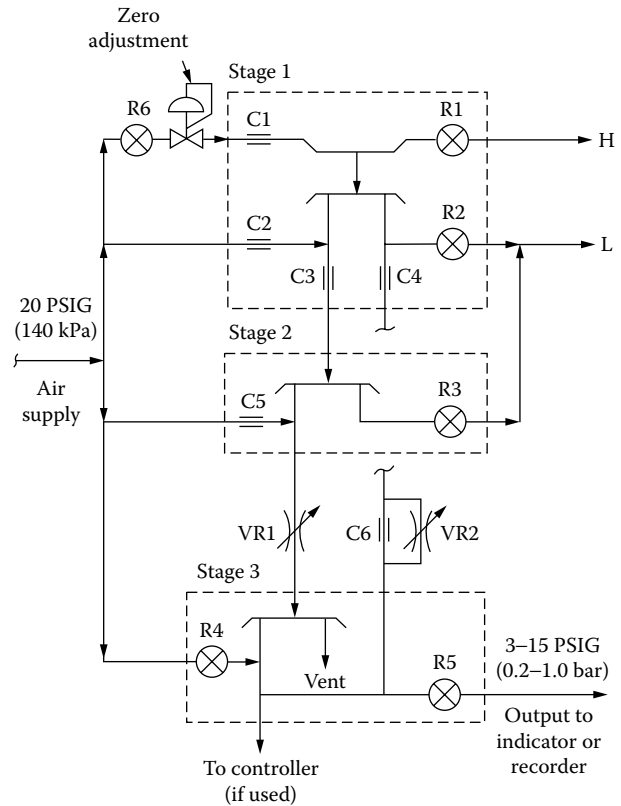 Zero
adjustment
Stage 1
R6
C1
R1
H
C2
R2
L
C3
C4
20 PSIG
(140 kPa)
Stage 2
Air
supply
C5
R3
VR1
C6
VR2
Stage 3
R4
Vent
R5
3–15 PSIG
(0.2–1.0 bar)
Output to
indicator or
recorder
To controller
(if used)